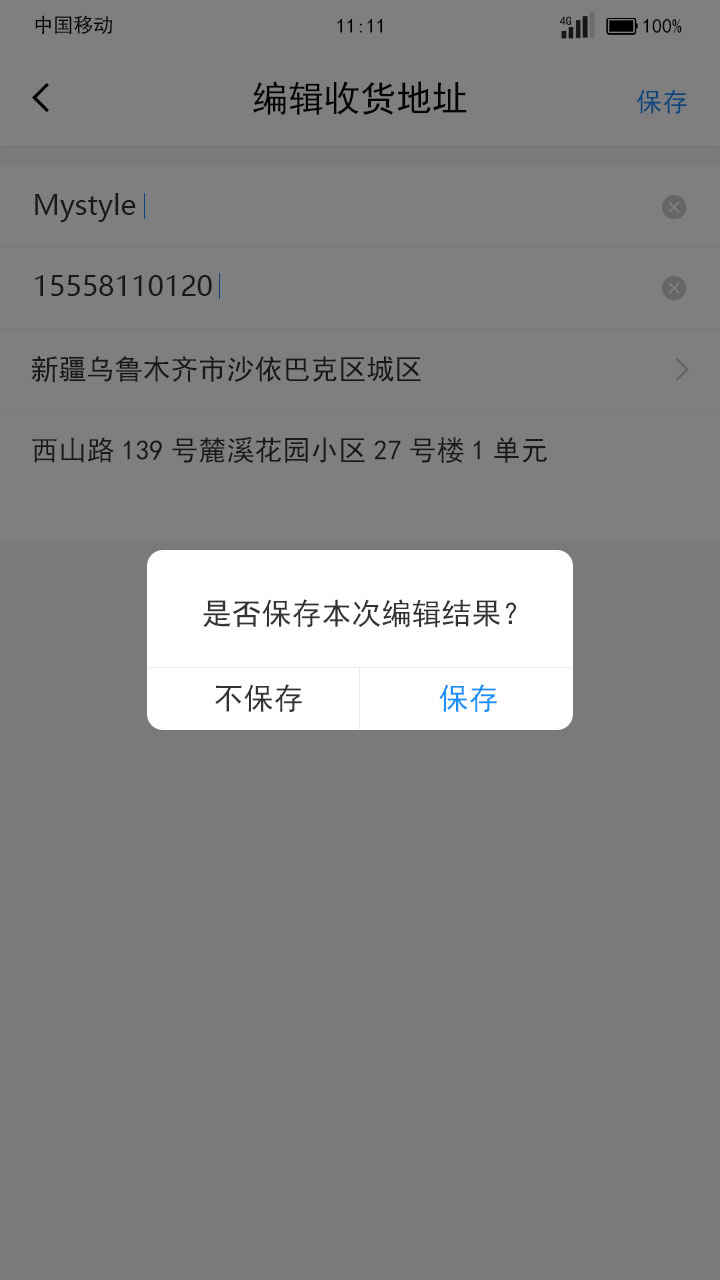 中国移动 11:11 4G 100%
编辑收货地址 保存
Mystyle
15558110120
新疆乌鲁木齐市沙依巴克区城区
西山路 139 号麓溪花园小区 27 号楼 1 单元
是否保存本次编辑结果?
不保存 保存